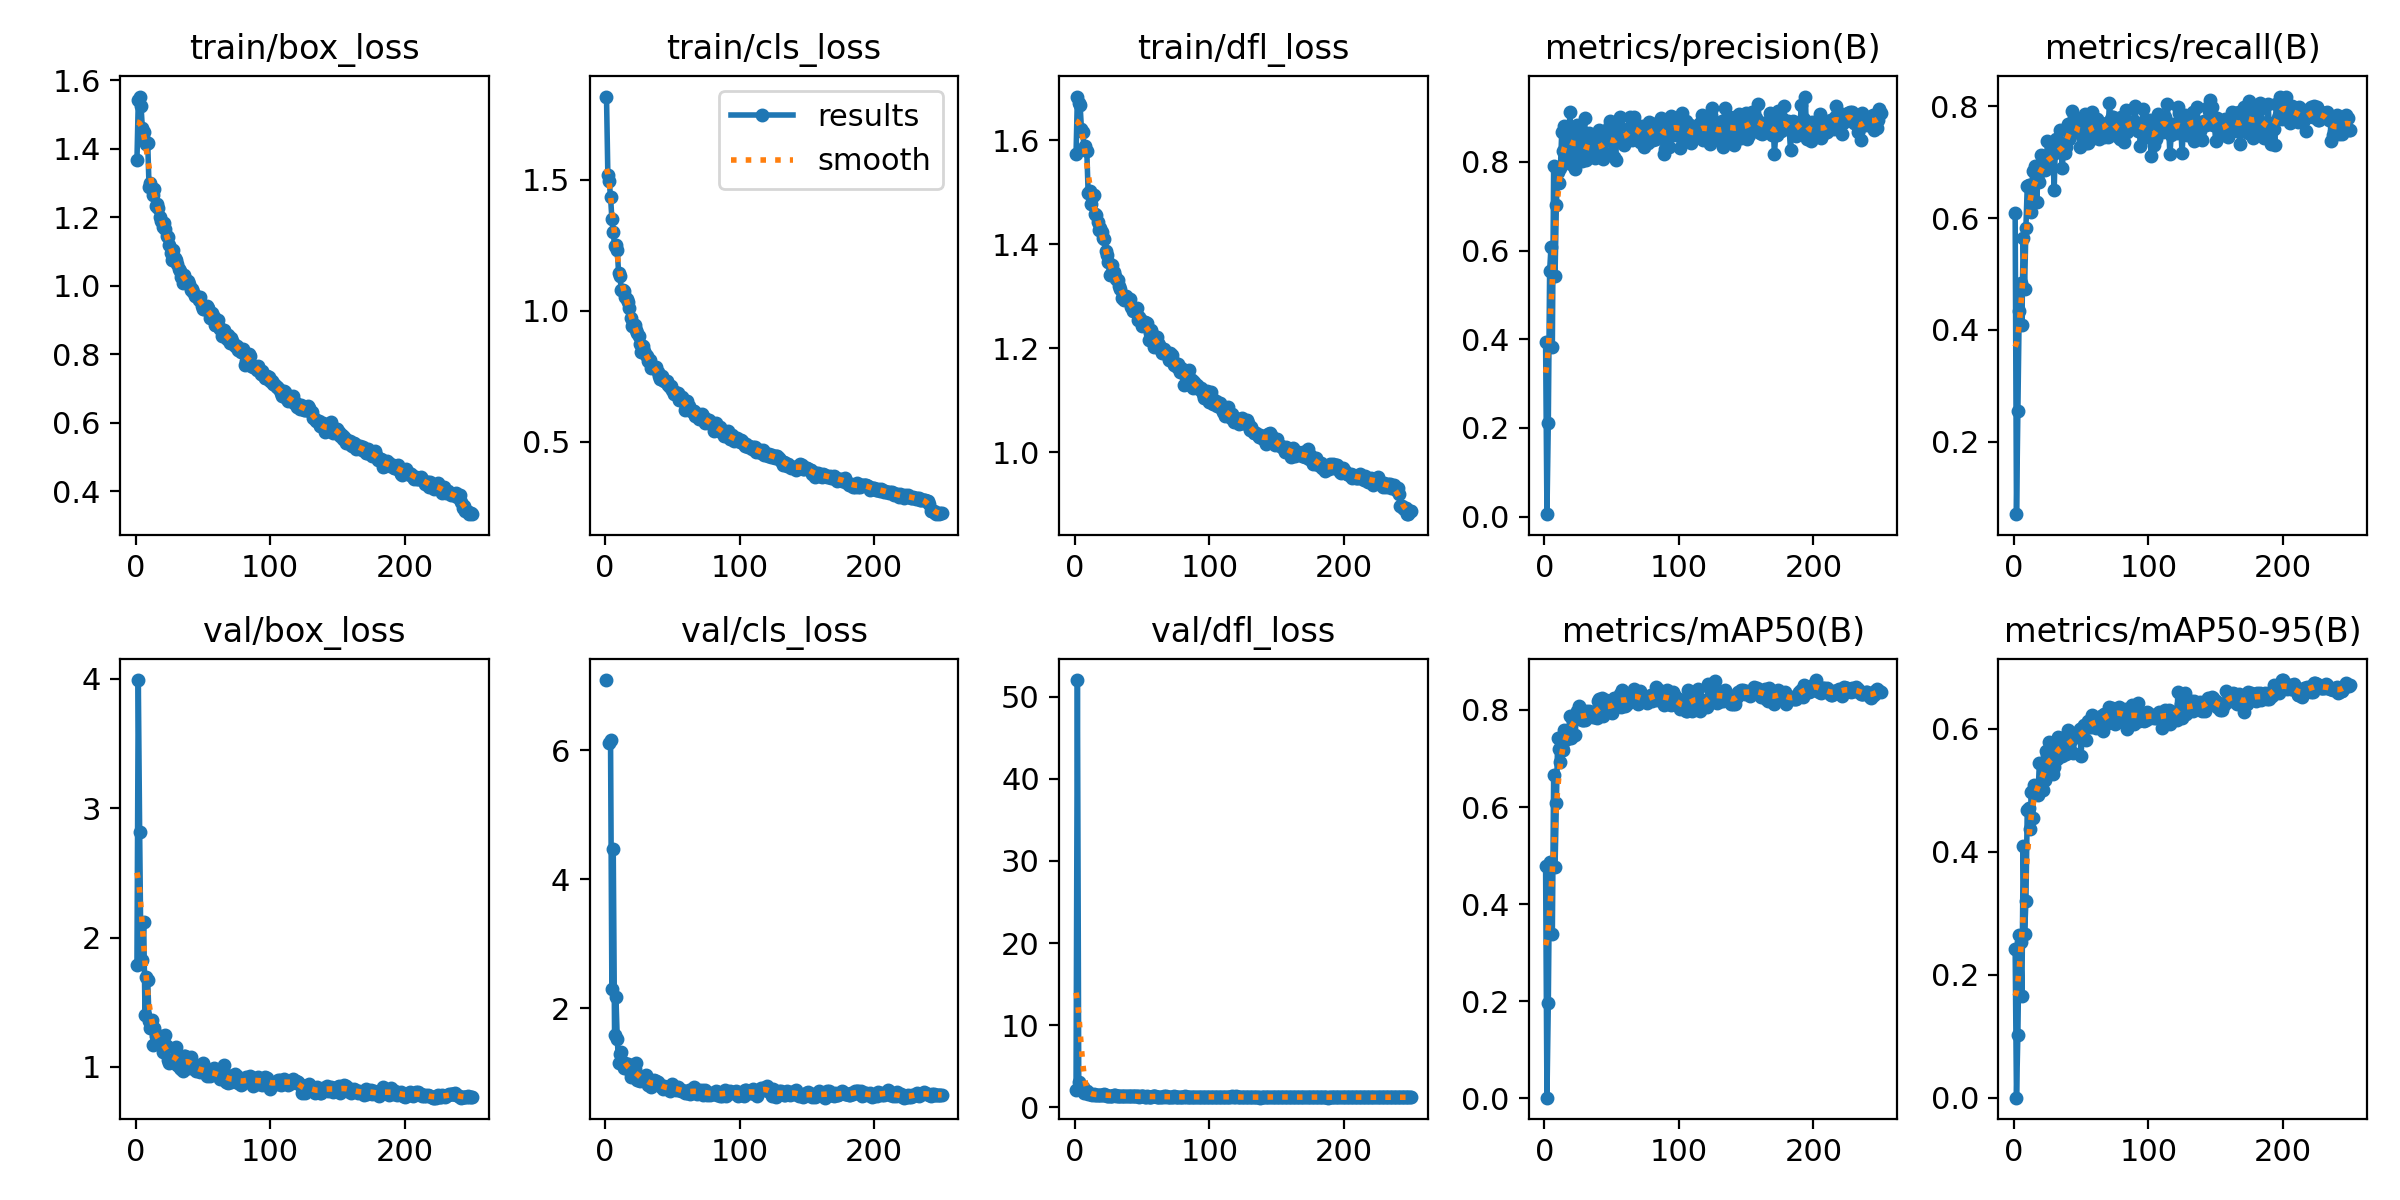 train/box_loss
train/cls_loss
train/dfl_loss
metrics/precision(B)
metrics/recall(B)
1.6
1.4
1.2
1.0
0.8
0.6
0.4
0 100 200
results
smooth
1.5
1.0
0.5
0 100 200
1.6
1.4
1.2
1.0
0 100 200
0.8
0.6
0.4
0.2
0.0
0 100 200
0.8
0.6
0.4
0.2
0 100 200
val/box_loss
val/cls_loss
val/dfl_loss
metrics/mAP50(B)
metrics/mAP50-95(B)
4
3
2
1
0 100 200
6
4
2
0 100 200
50
40
30
20
10
0
0 100 200
0.8
0.6
0.4
0.2
0.0
0 100 200
0.6
0.4
0.2
0.0
0 100 200